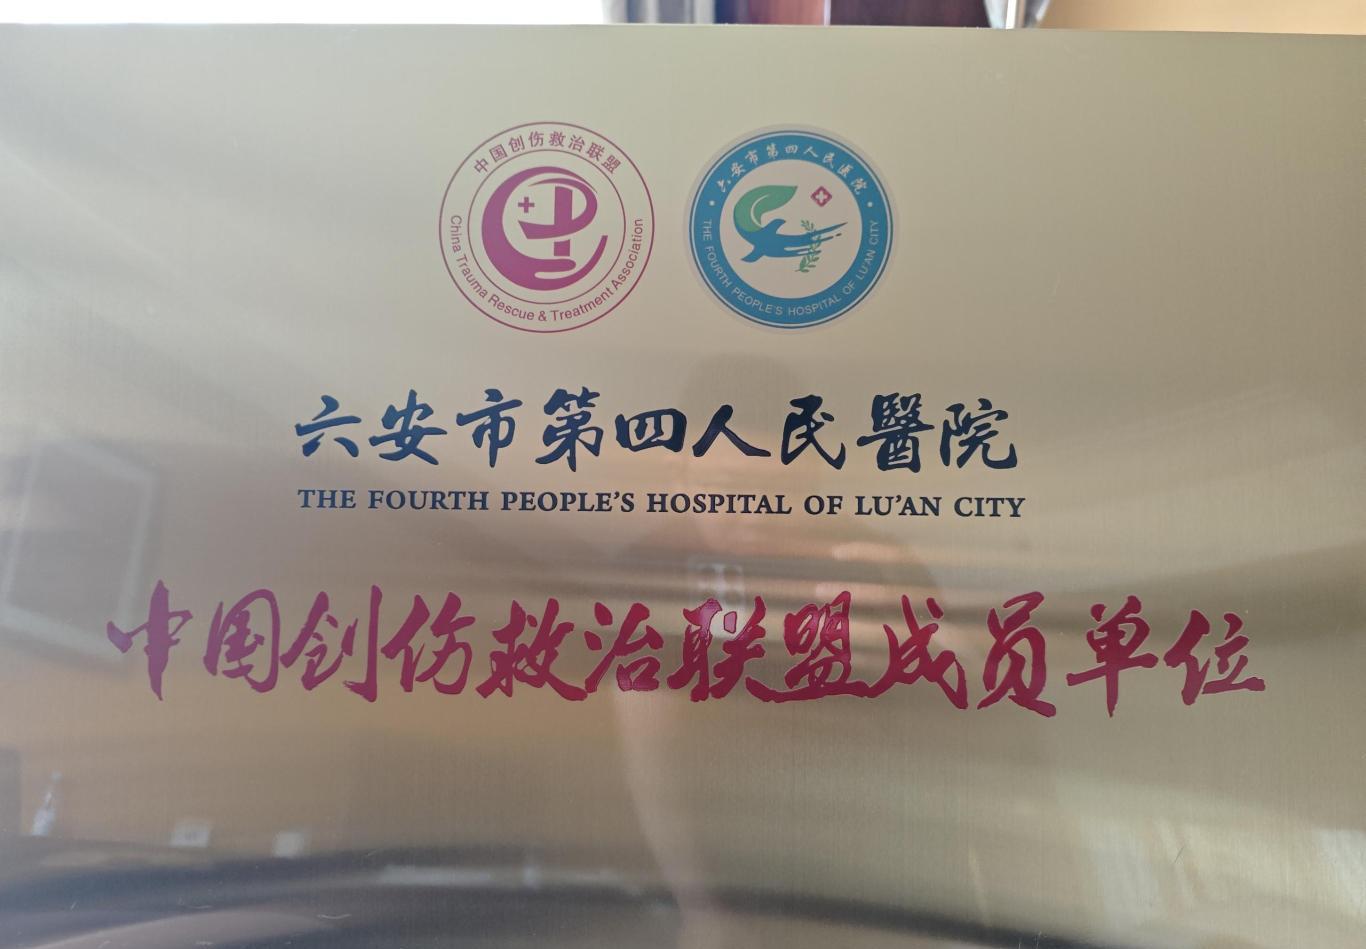 中国创伤救治联盟
China Trauma Rescue & Treatment Association
六安市第四人民医院
THE FOURTH PEOPLE'S HOSPITAL OF LU'AN CITY
六安市第四人民醫院
THE FOURTH PEOPLE'S HOSPITAL OF LU'AN CITY
中国创伤救治联盟成员单位